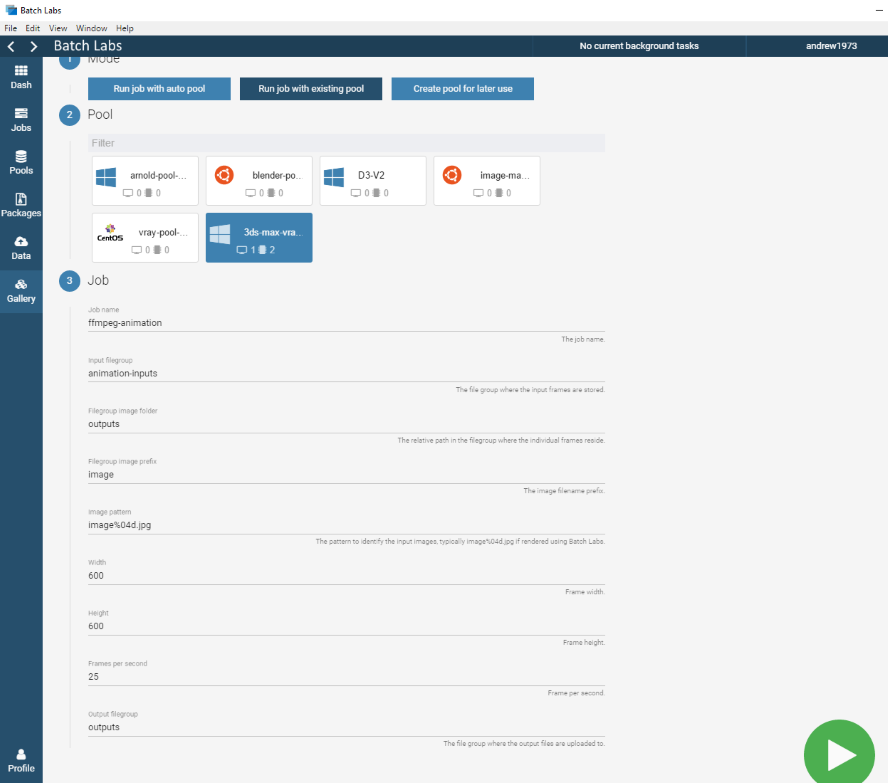 Batch Labs
File Edit View Window Help
Batch Labs No current background tasks andrew1973
1 Mode
Dash
Run job with auto pool Run job with existing pool Create pool for later use
2 Pool
Jobs
Filter
Pools
arnold-pool-... blender-po... D3-V2 image-ma...
0 0 0 0 0 0 0 0
Packages
CentOS vray-pool-... 3ds-max-vra...
0 0 1 2
Data
3 Job
Gallery
Job name
ffmpeg-animation
The job name.
Input filegroup
animation-inputs
The file group where the input frames are stored.
Filegroup image folder
outputs
The relative path in the filegroup where the individual frames reside.
Filegroup image prefix
image
The image filename prefix.
Image pattern
image%04d.jpg
The pattern to identify the input images, typically image%04d.jpg if rendered using Batch Labs.
Width
600
Frame width.
Height
600
Frame height.
Frames per second
25
Frame per second.
Output filegroup
outputs
The file group where the output files are uploaded to.
Profile